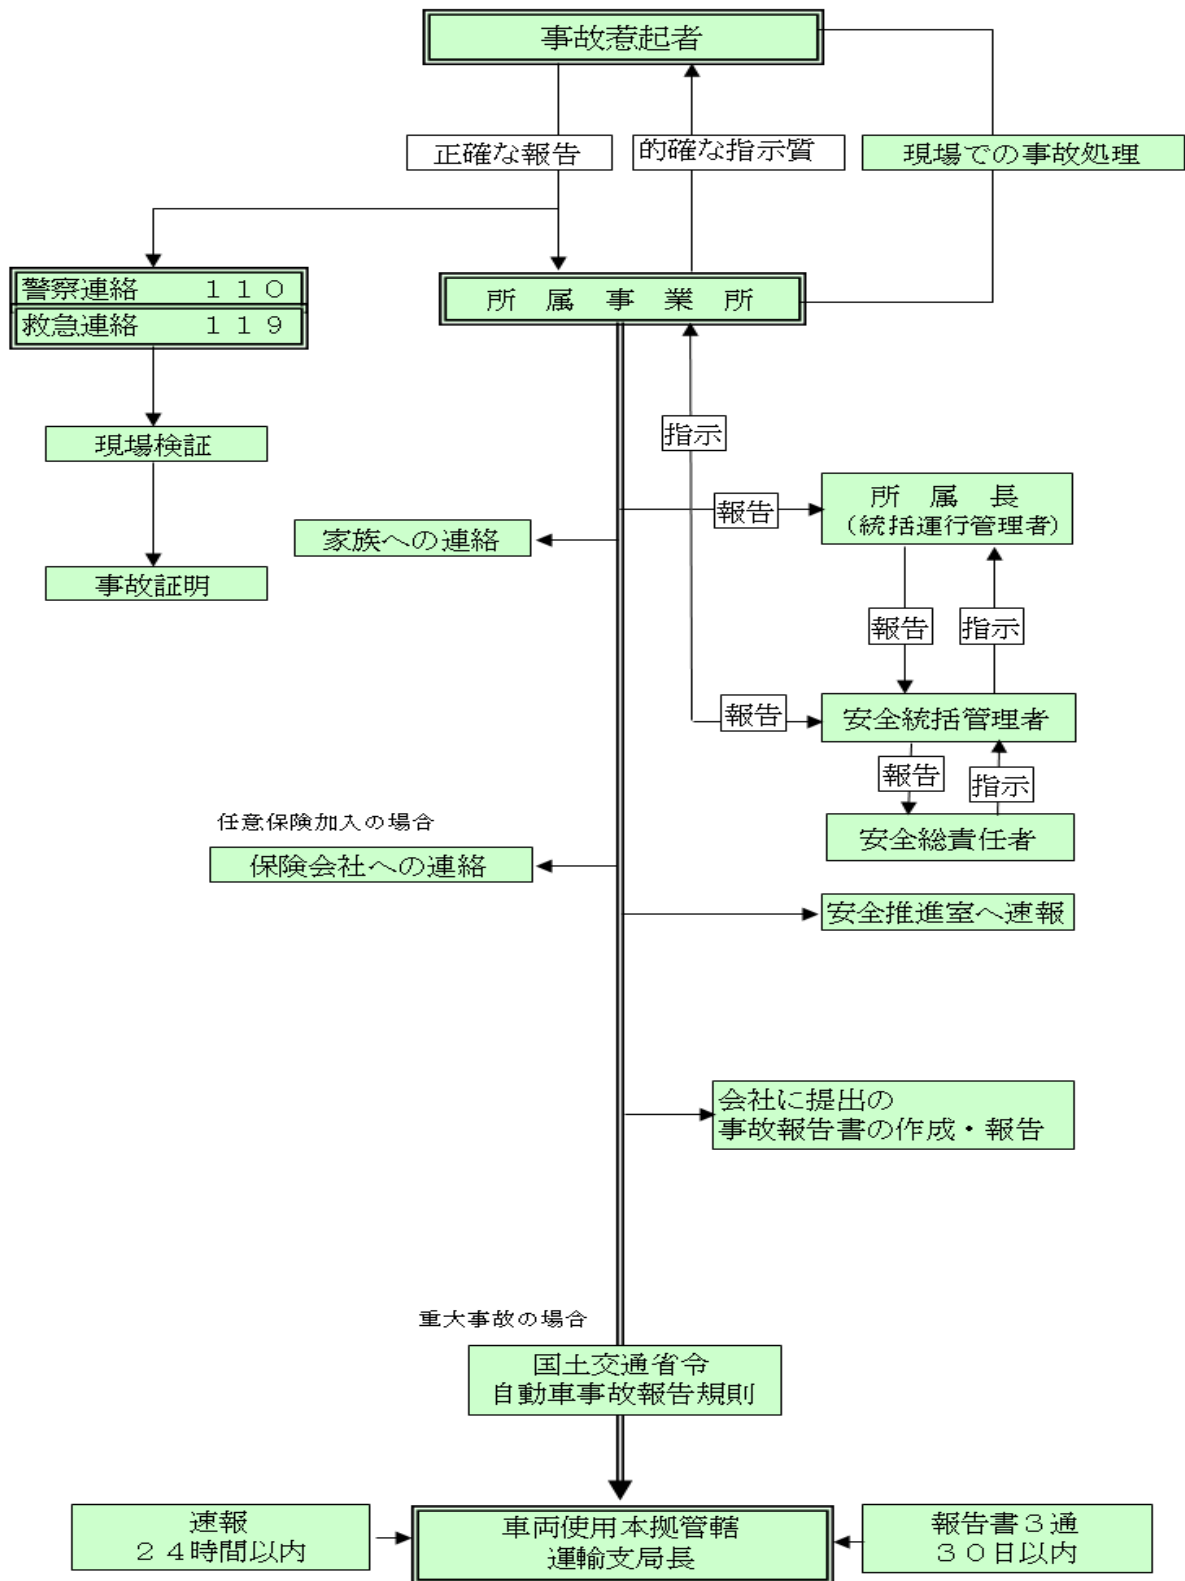 事故惹起者
正確な報告
的確な指示質
現場での事故処理
警察連絡　　１１０
救急連絡　　１１９
所　属　事　業　所
現場検証
事故証明
指示
家族への連絡
報告
所　属　長
（統括運行管理者）
報告
指示
報告
安全統括管理者
報告
指示
安全総責任者
任意保険加入の場合
保険会社への連絡
安全推進室へ速報
会社に提出の
事故報告書の作成・報告
重大事故の場合
国土交通省令
自動車事故報告規則
速報
２４時間以内
車両使用本拠管轄
運輸支局長
報告書３通
３０日以内